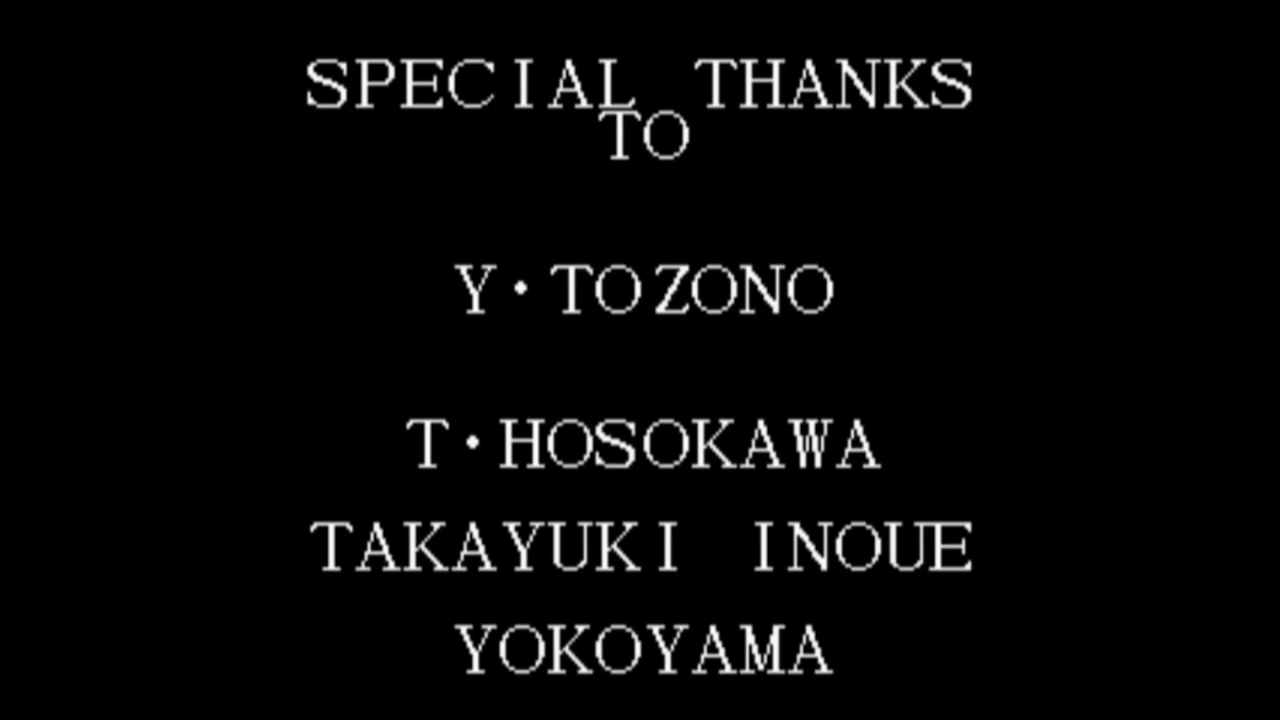 SPECIAL THANKS
TO
Y・TOZONO
T・HOSOKAWA
TAKAYUKI INOUE
YOKOYAMA